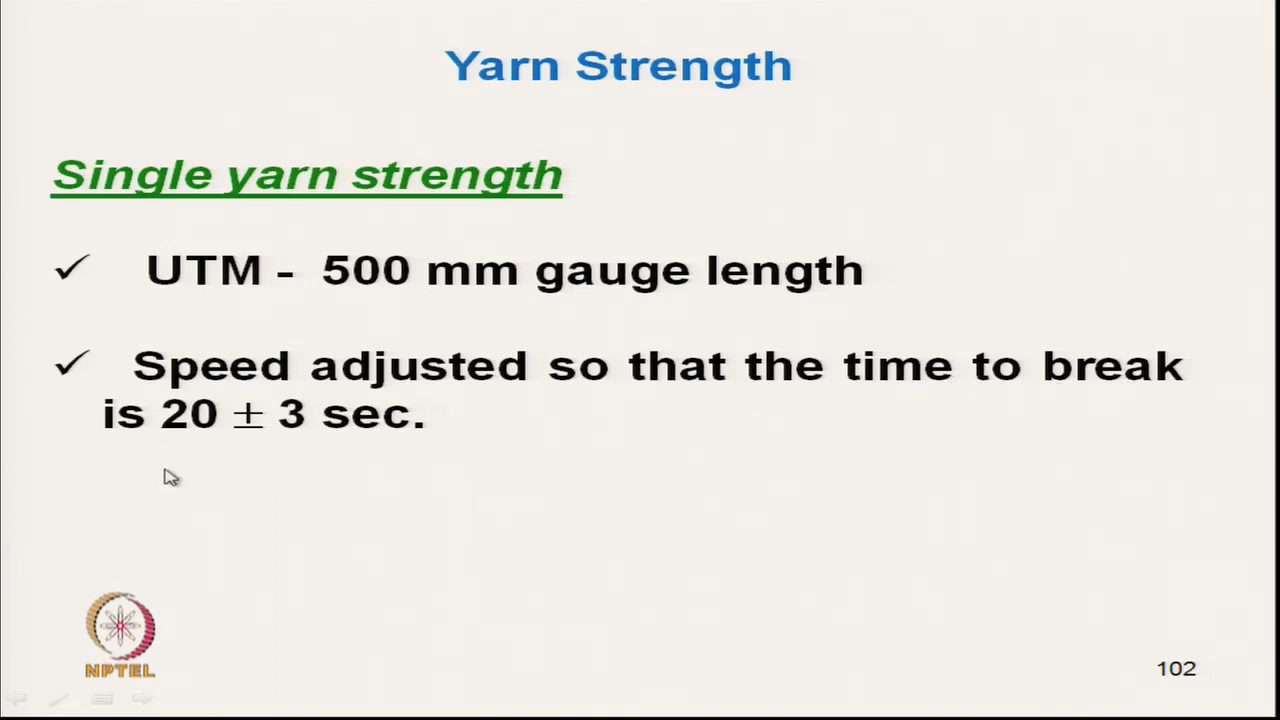 Yarn Strength
Single yarn strength
✓ UTM - 500 mm gauge length
✓ Speed adjusted so that the time to break
is 20 ± 3 sec.
NPTEL
102